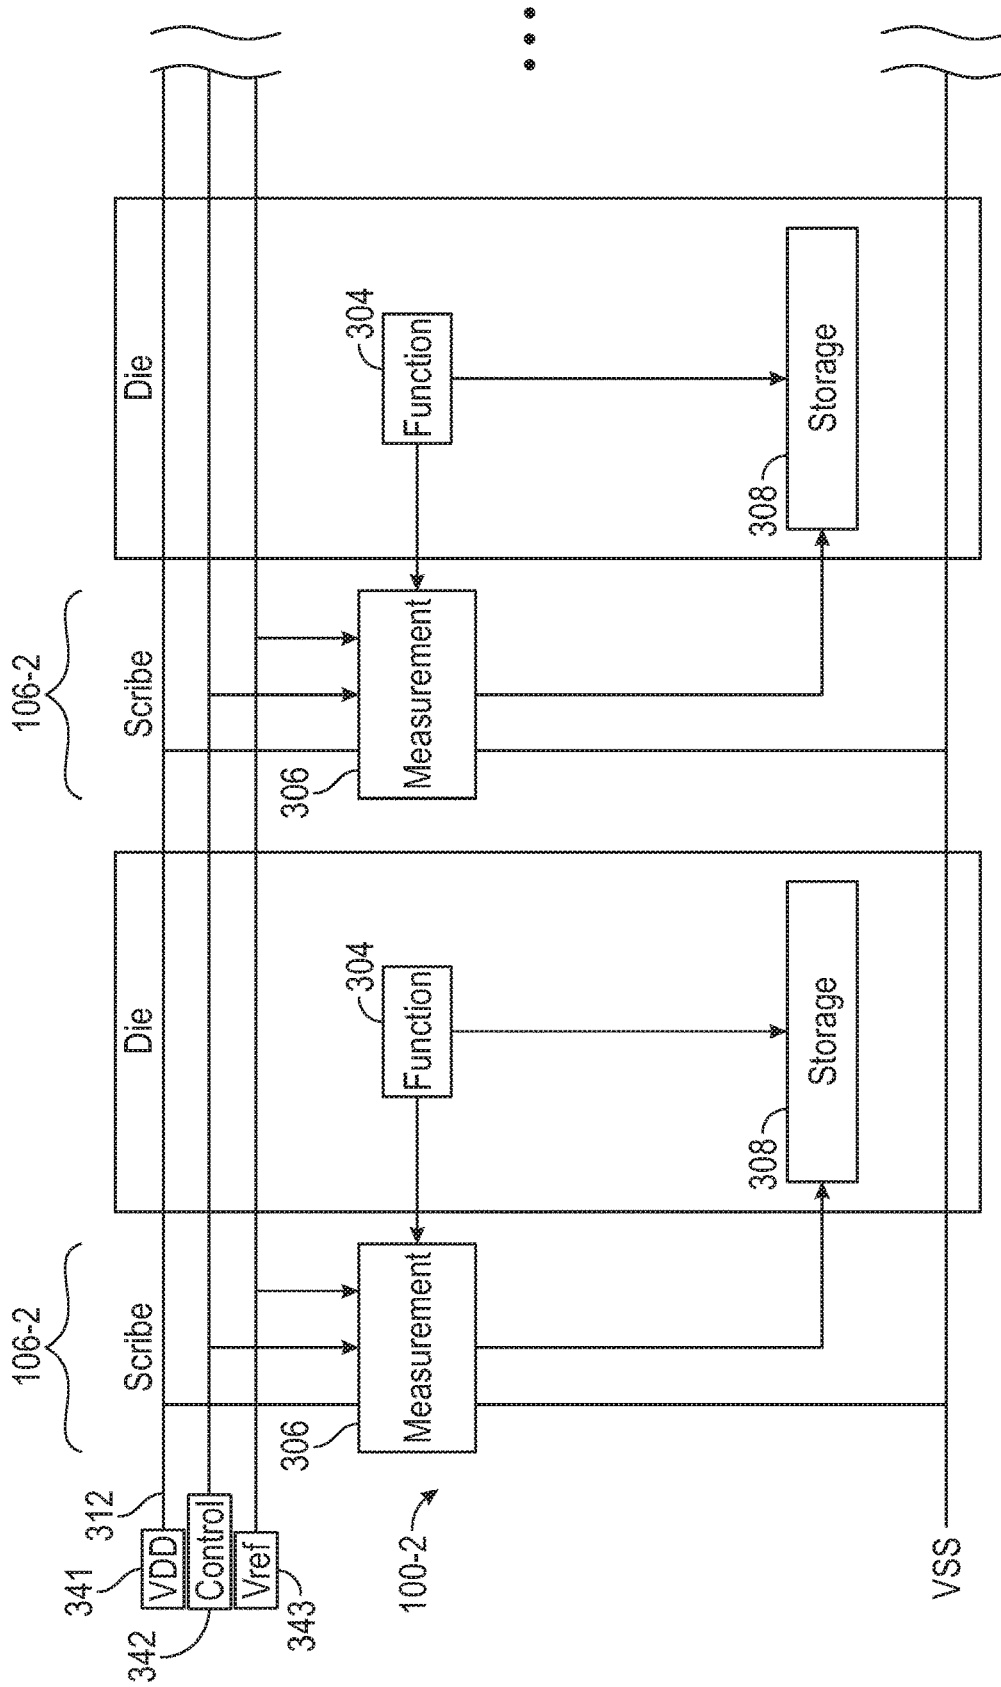 106-2
106-2
Scribe
Die
Scribe
Die
341
312
VDD
342
Control
Vref
343
306
Measurement
304
Function
306
Measurement
304
Function
100-2
308
Storage
308
Storage
VSS